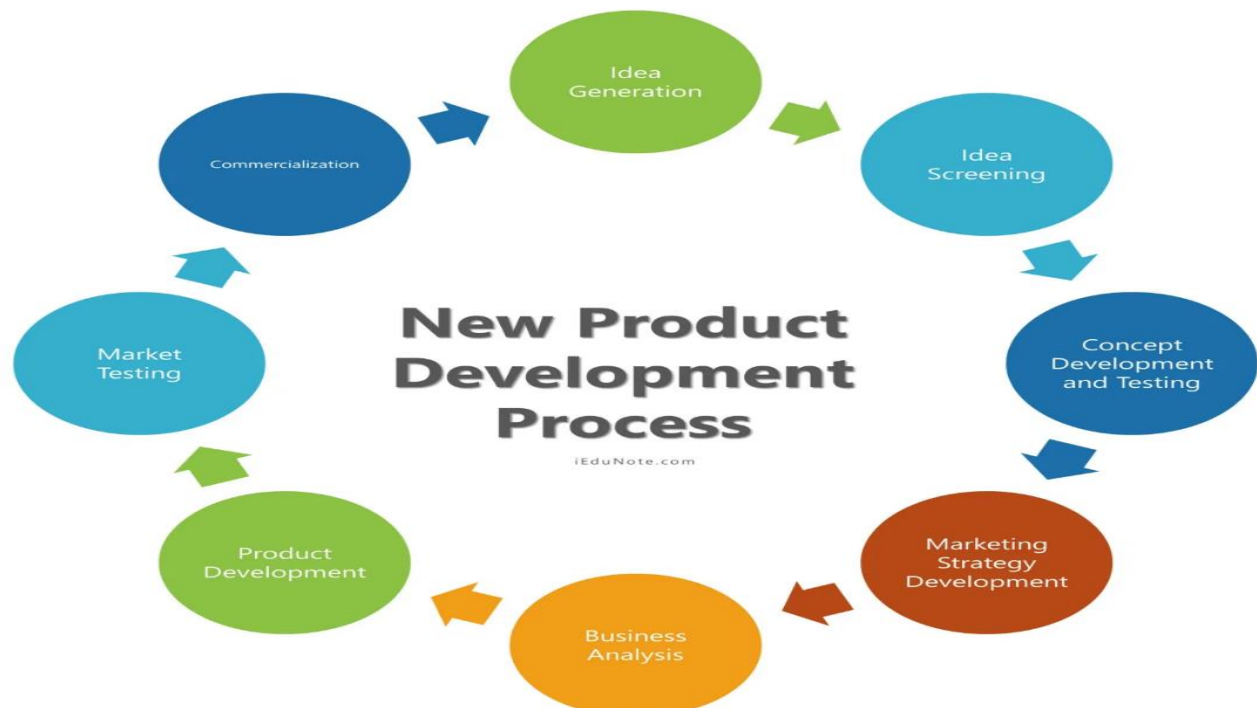 Idea
Generation
Idea
Screening
Concept
Development
and Testing
Marketing
Strategy
Development
Business
Analysis
Product
Development
Market
Testing
Commercialization
New Product
Development
Process
iEduNote.com